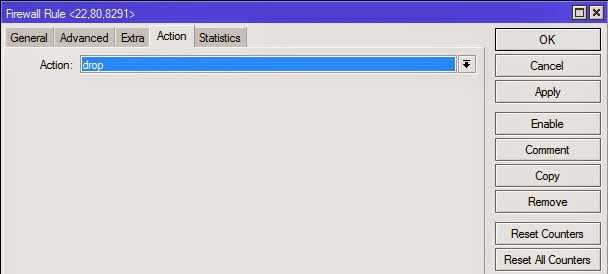 Firewall Rule <22,80,8291>
General Advanced Extra Action Statistics
Action: drop
OK
Cancel
Apply
Enable
Comment
Copy
Remove
Reset Counters
Reset All Counters